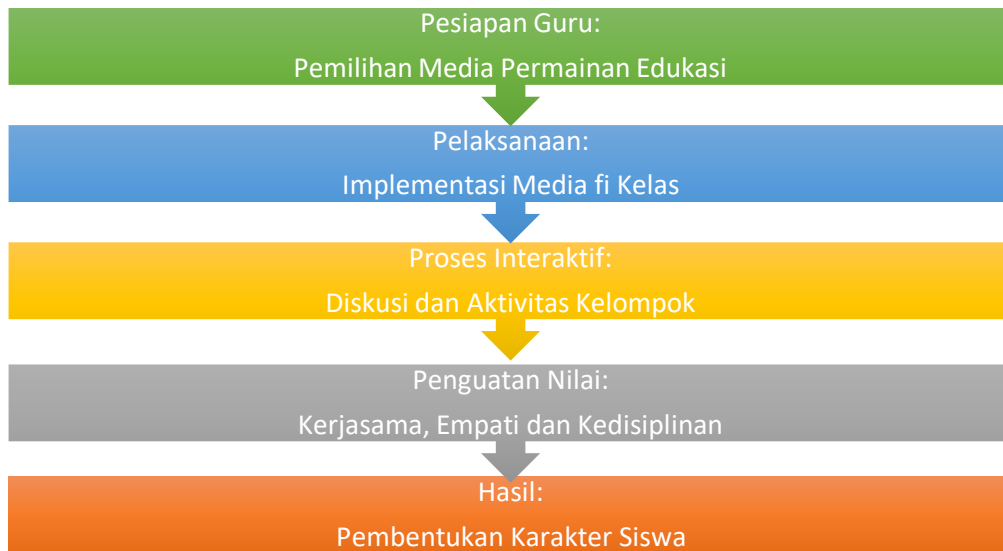 Pesiapan Guru:
Pemilihan Media Permainan Edukasi
Pelaksanaan:
Implementasi Media fi Kelas
Proses Interaktif:
Diskusi dan Aktivitas Kelompok
Penguatan Nilai:
Kerjasama, Empati dan Kedisiplinan
Hasil:
Pembentukan Karakter Siswa